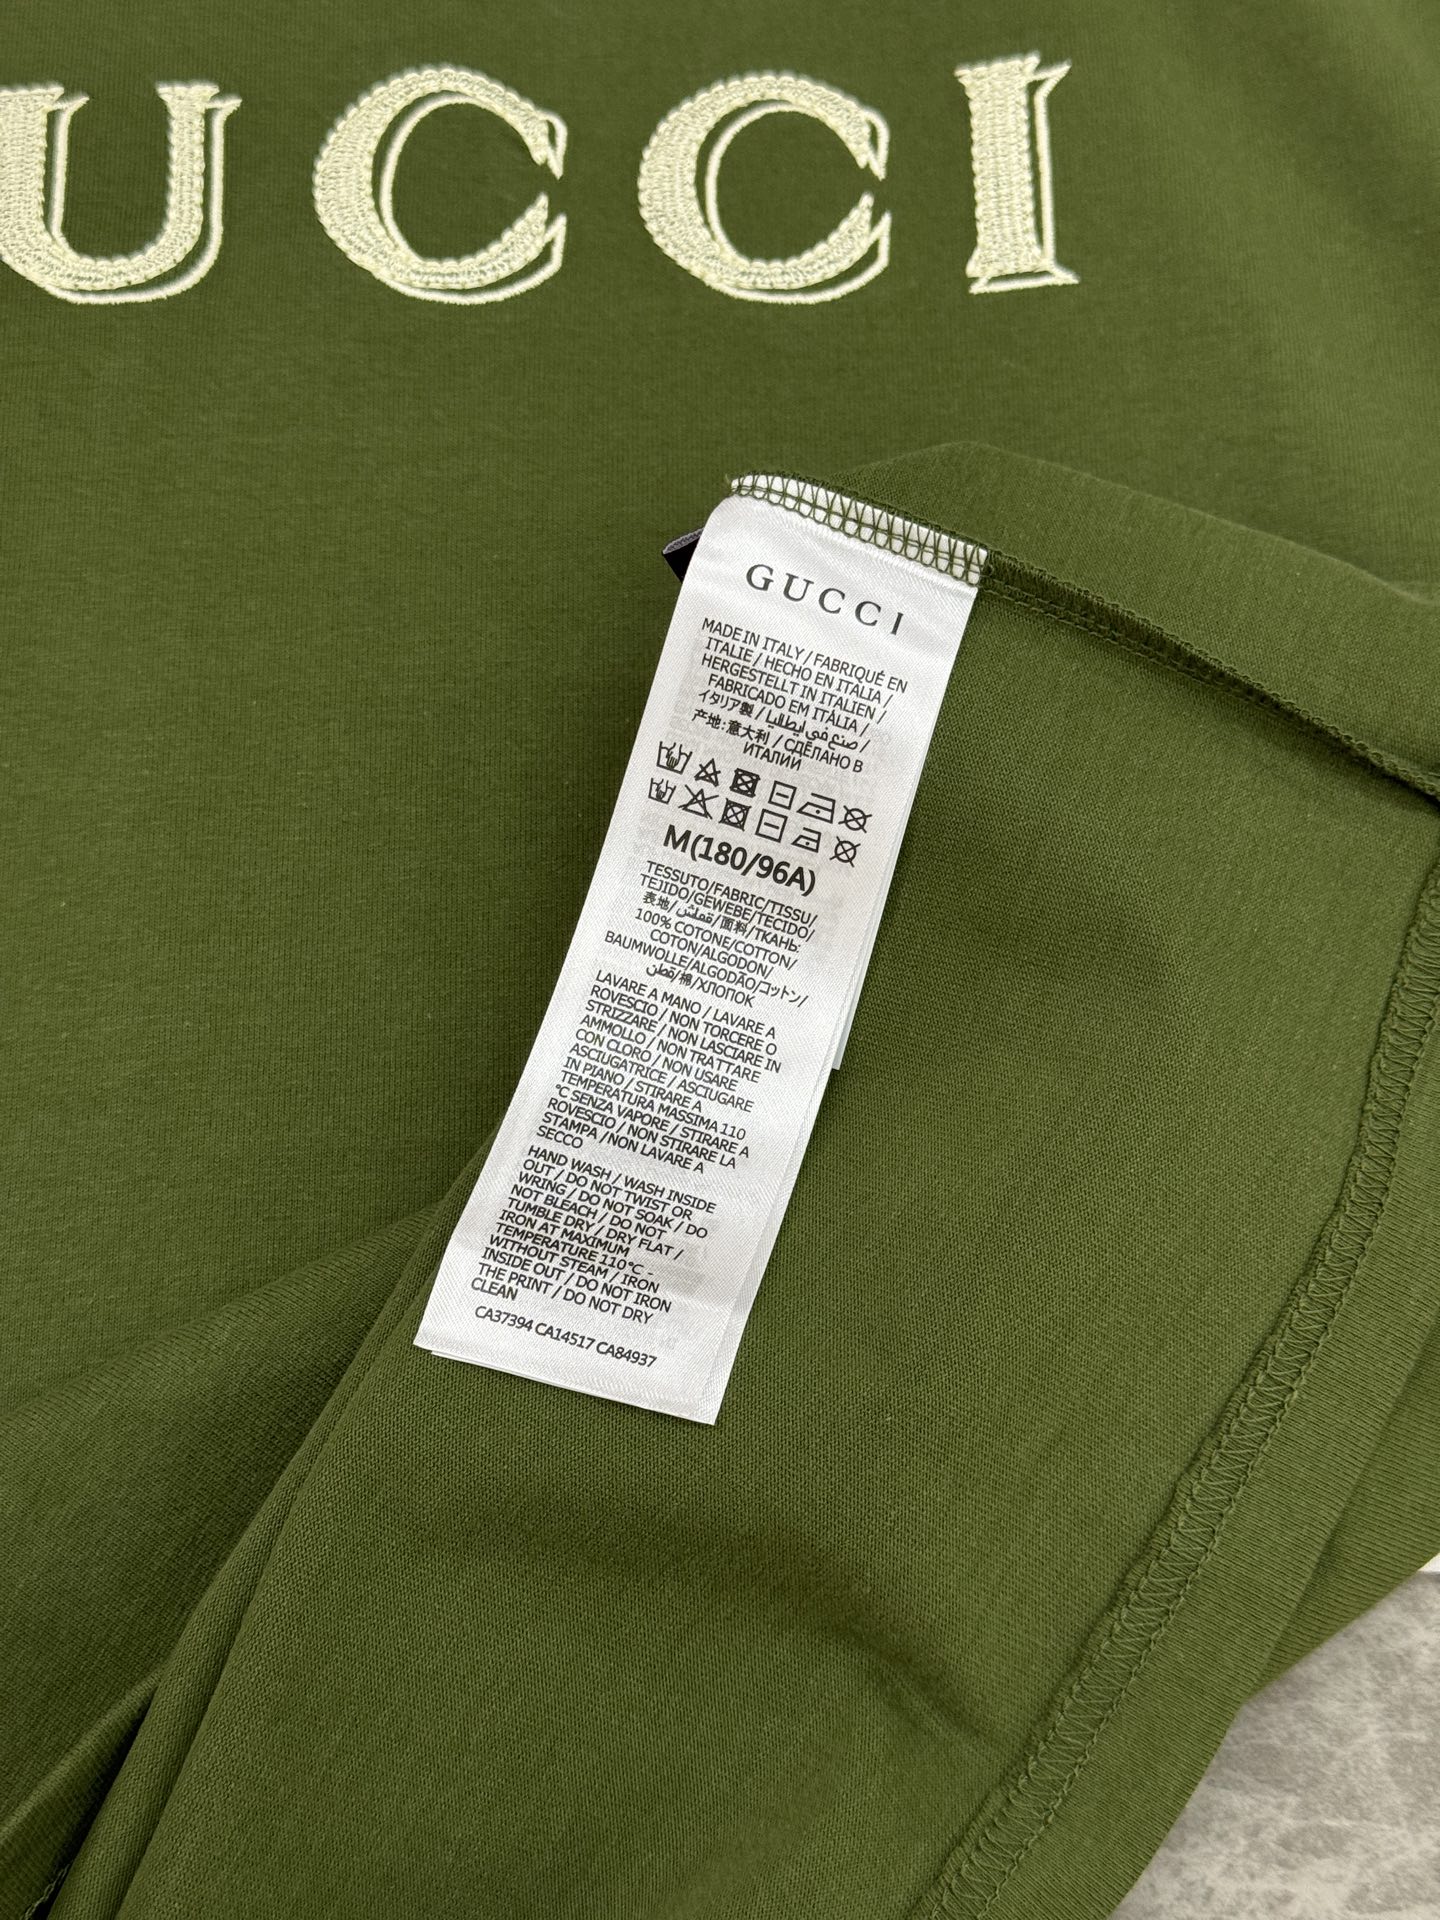 UCCI
GUCCI
MADE IN ITALY / FABRIQUÉ EN
ITALIE / HECHO EN ITALIA /
HERGESTELLT IN ITALIEN /
FABRICADO EM ITÁLIA /
イタリア製 / صنع في ايطاليا /
产地:意大利 / СДЕЛАНО В
ИТАЛИИ
M(180/96A)
TESSUTO/FABRIC/TISSU/
TEJIDO/GEWEBE/TECIDO/
表地/قماش/面料/ТКАНЬ:
100% COTONE/COTTON/
COTON/ALGODON/
BAUMWOLLE/ALGODÃO/コットン/
قطن/棉/ХЛОПОК
LAVARE A MANO / LAVARE A
ROVESCIO / NON TORCERE O
STRIZZARE / NON LASCIARE IN
AMMOLLO / NON TRATTARE
CON CLORO / NON USARE
ASCIUGATRICE / ASCIUGARE
IN PIANO / STIRARE A
TEMPERATURA MASSIMA 110
°C SENZA VAPORE / STIRARE A
ROVESCIO / NON STIRARE LA
STAMPA /NON LAVARE A
SECCO
HAND WASH / WASH INSIDE
OUT / DO NOT TWIST OR
WRING / DO NOT SOAK / DO
NOT BLEACH / DO NOT
TUMBLE DRY / DRY FLAT /
IRON AT MAXIMUM
TEMPERATURE 110°C -
WITHOUT STEAM / IRON
INSIDE OUT / DO NOT IRON
THE PRINT / DO NOT DRY
CLEAN
CA37394 CA14517 CA84937